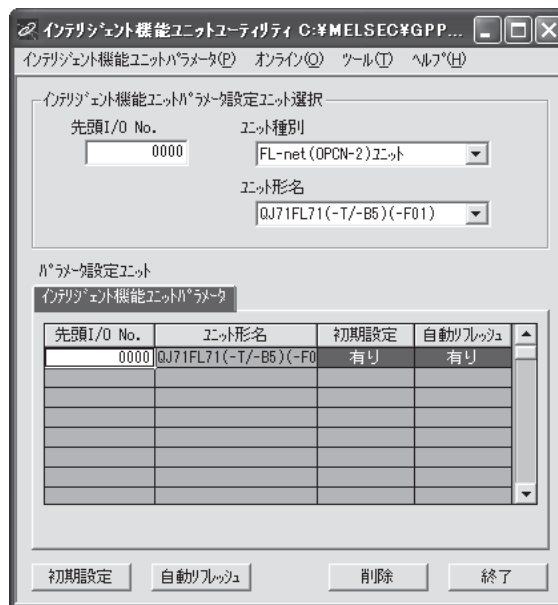 インテリジェント機能ユニットユーティリティ C:¥MELSEC¥GPP...
インテリジェント機能ユニットパラメータ(P) オンライン(O) ツール(T) ヘルプ(H)
インテリジェント機能ユニットパラメータ設定ユニット選択
先頭I/O No. ユニット種別
0000 FL-net(OPCN-2)ユニット
ユニット形名
QJ71FL71(-T/-B5)(-F01)
パラメータ設定ユニット
インテリジェント機能ユニットパラメータ
先頭I/O No. ユニット形名 初期設定 自動リフレッシュ
0000 QJ71FL71(-T/-B5)(-F0 有り 有り
初期設定 自動リフレッシュ 削除 終了